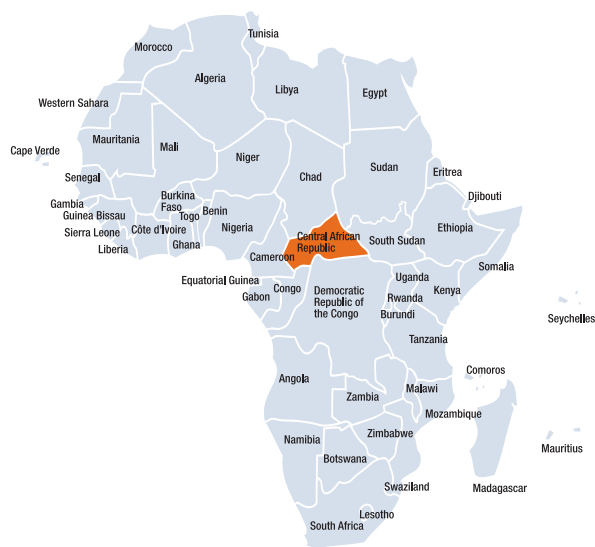 Tunisia
Morocco
Algeria
Libya
Egypt
Western Sahara
Mauritania
Mali
Cape Verde
Niger
Chad
Sudan
Eritrea
Senegal
Djibouti
Gambia
Burkina
Faso
Benin
Guinea Bissau
Togo
Sierra Leone
Côte d'Ivoire
Nigeria
Ethiopia
Central African
Republic
South Sudan
Liberia
Ghana
Cameroon
Somalia
Equatorial Guinea
Uganda
Congo
Gabon
Democratic
Republic of
the Congo
Rwanda
Kenya
Burundi
Seychelles
Tanzania
Comoros
Angola
Malawi
Zambia
Mozambique
Zimbabwe
Namibia
Mauritius
Botswana
Swaziland
Madagascar
Lesotho
South Africa